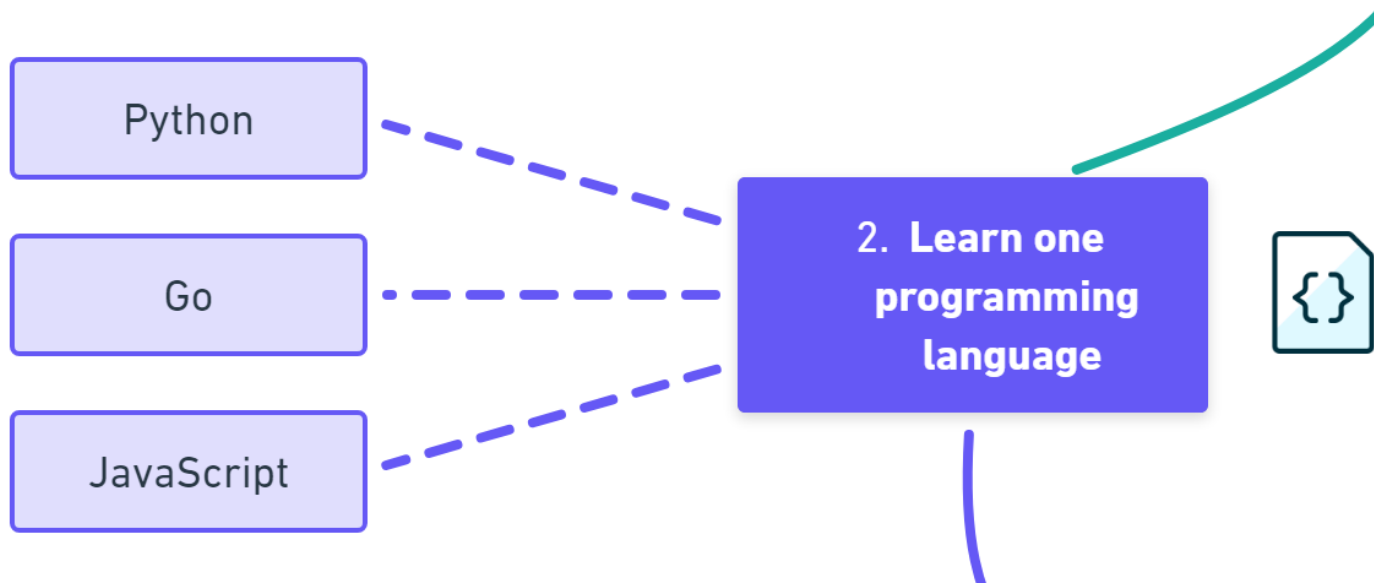 Python
Go
JavaScript
2. Learn one
programming
language
{}